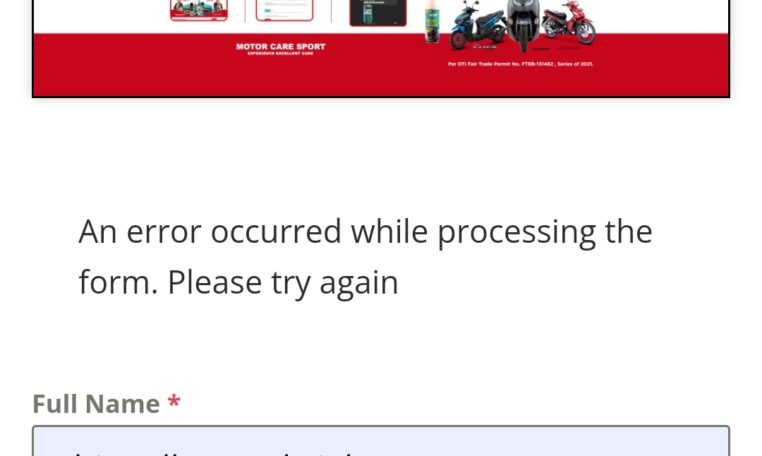 MOTOR CARE SPORT
EXPERIENCE EXCELLENT CARE
Per DTI Fair Trade Permit No. FTEB-131482 , Series of 2021.
An error occurred while processing the
form. Please try again
Full Name *